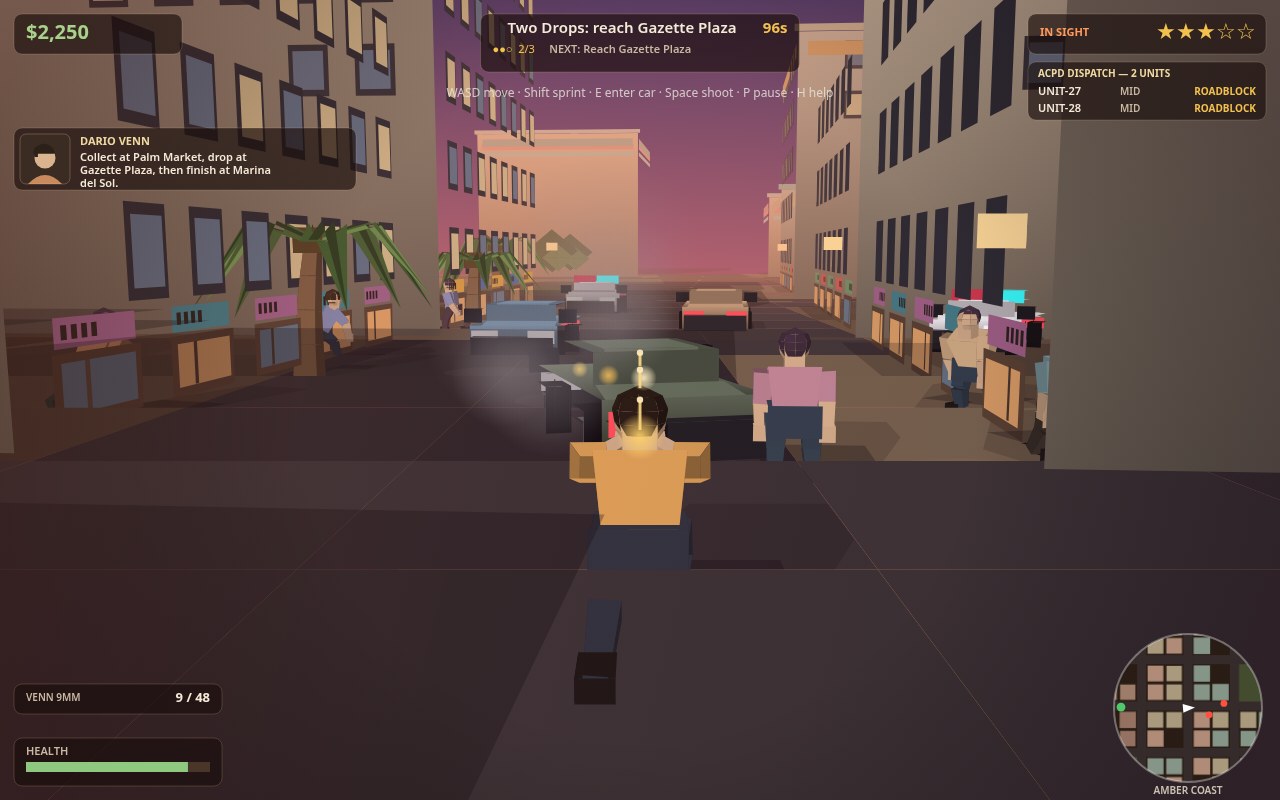 $2,250
Two Drops: reach Gazette Plaza 96s
2/3 NEXT: Reach Gazette Plaza
WASD move · Shift sprint · E enter car · Space shoot · P pause · H help
IN SIGHT ★★★☆☆
ACPD DISPATCH — 2 UNITS
UNIT-27 MID ROADBLOCK
UNIT-28 MID ROADBLOCK
DARIO VENN
Collect at Palm Market, drop at
Gazette Plaza, then finish at Marina
del Sol.
VENN 9MM 9 / 48
HEALTH
AMBER COAST